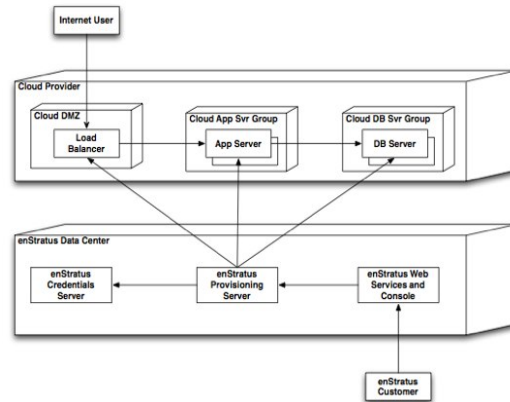 Internet User
Cloud Provider
Cloud DMZ
Load
Balancer
Cloud App Svr Group
App Server
Cloud DB Svr Group
DB Server
enStratus Data Center
enStratus
Credentials
Server
enStratus
Provisioning
Server
enStratus Web
Services and
Console
enStratus
Customer